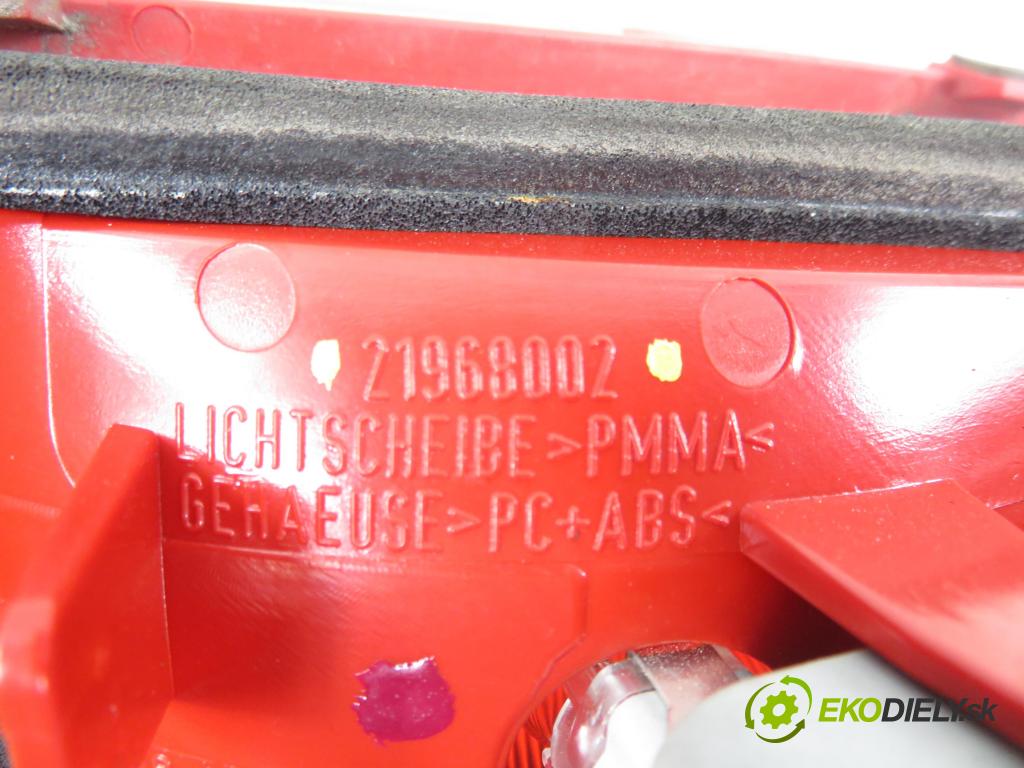 21968002
LICHTSCHEIBE >PMMA<
GEHAEUSE >PC+ABS<
EKODIELY.sk